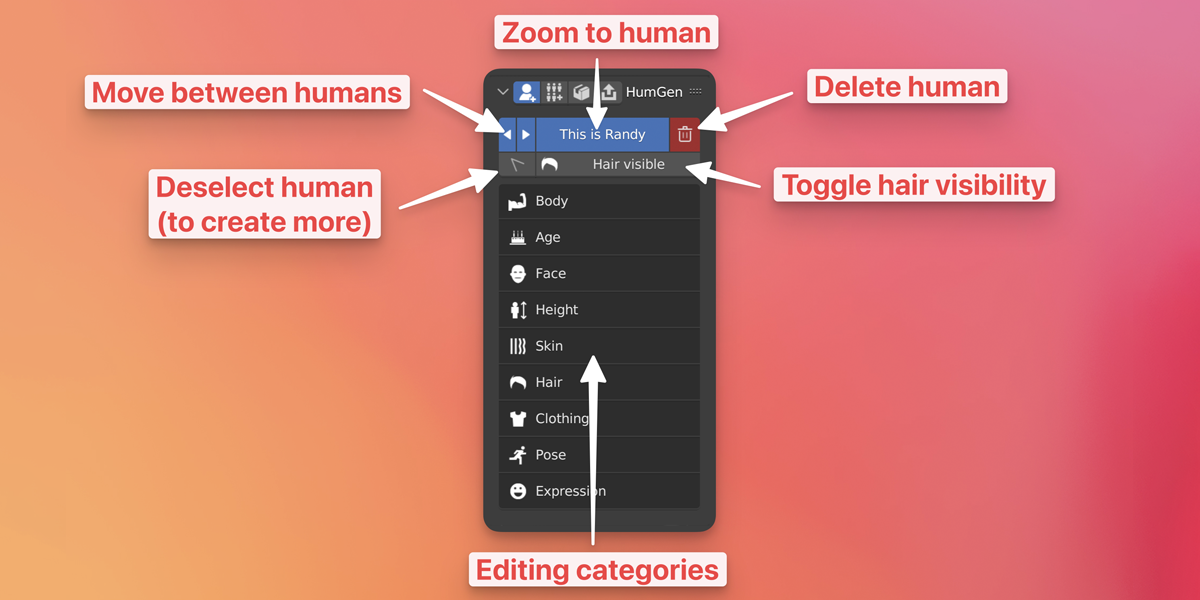 Zoom to human
Move between humans
Delete human
HumGen
This is Randy
Hair visible
Deselect human
(to create more)
Toggle hair visibility
Body
Age
Face
Height
Skin
Hair
Clothing
Pose
Expression
Editing categories